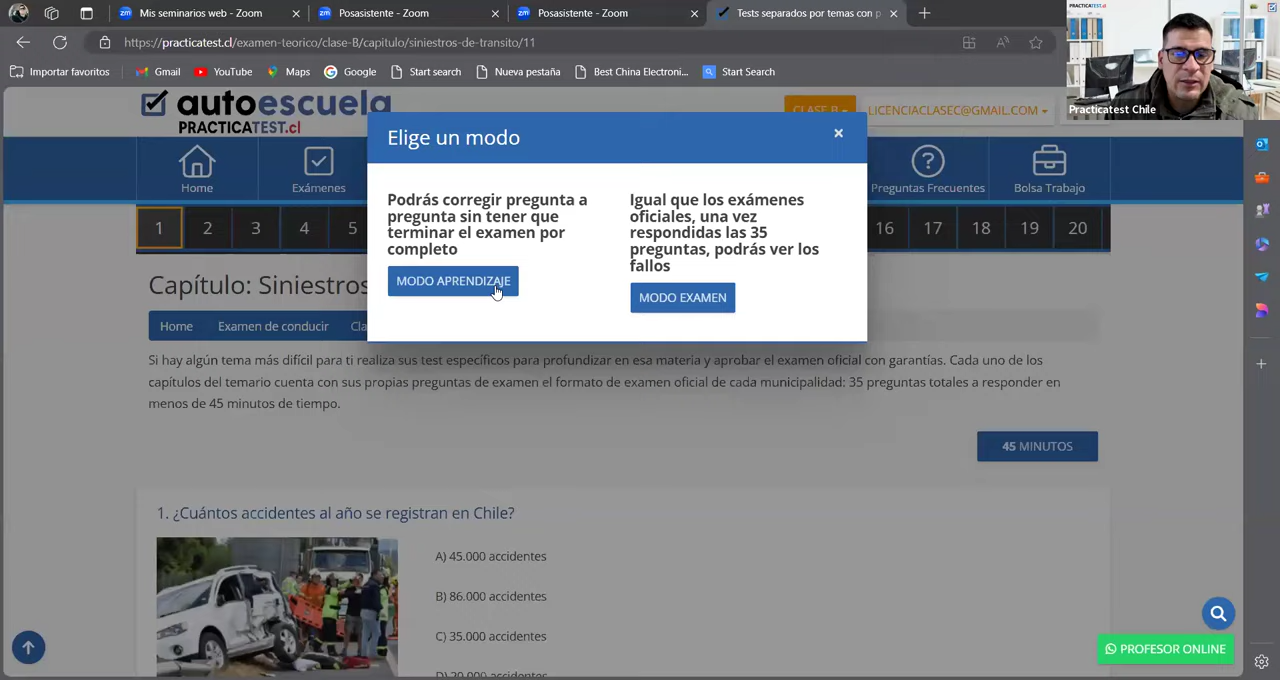 Mis seminarios web - Zoom
Posasistente - Zoom
Posasistente - Zoom
Tests separados por temas con p
https://practicatest.cl/examen-teorico/clase-B/capitulo/siniestros-de-transito/11
Importar favoritos
Gmail
YouTube
Maps
Google
Start search
Nueva pestaña
Best China Electroni...
Start Search
PRACTICATEST.cl
Practicatest Chile
autoescuela
PRACTICATEST.cl
CLASE B
LICENCIACLASEC@GMAIL.COM
Elige un modo
×
Home
Exámenes
Preguntas Frecuentes
Bolsa Trabajo
Podrás corregir pregunta a
pregunta sin tener que
terminar el examen por
completo
MODO APRENDIZAJE
Igual que los exámenes
oficiales, una vez
respondidas las 35
preguntas, podrás ver los
fallos
MODO EXAMEN
1 2 3 4 5 16 17 18 19 20
Capítulo: Siniestros
Home
Examen de conducir
Cla
Si hay algún tema más difícil para ti realiza sus test específicos para profundizar en esa materia y aprobar el examen oficial con garantías. Cada uno de los
capítulos del temario cuenta con sus propias preguntas de examen el formato de examen oficial de cada municipalidad: 35 preguntas totales a responder en
menos de 45 minutos de tiempo.
45 MINUTOS
1. ¿Cuántos accidentes al año se registran en Chile?
A) 45.000 accidentes
B) 86.000 accidentes
C) 35.000 accidentes
D) 20.000 accidentes
PROFESOR ONLINE